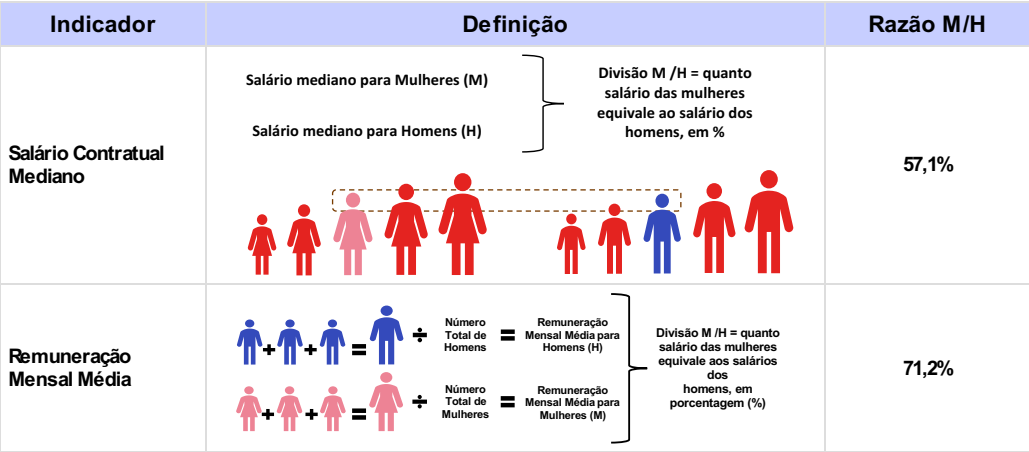 Indicador
Definição
Razão M/H
Salário Contratual
Mediano
Salário mediano para Mulheres (M)
Salário mediano para Homens (H)
Divisão M /H = quanto
salário das mulheres
equivale ao salário dos
homens, em %
57,1%
Remuneração
Mensal Média
+ + = ÷
Número
Total de
Homens
=
Remuneração
Mensal Média para
Homens (H)
+ + = ÷
Número
Total de
Mulheres
=
Remuneração
Mensal Média para
Mulheres (M)
Divisão M /H = quanto
salário das mulheres
equivale aos salários
dos
homens, em
porcentagem (%)
71,2%